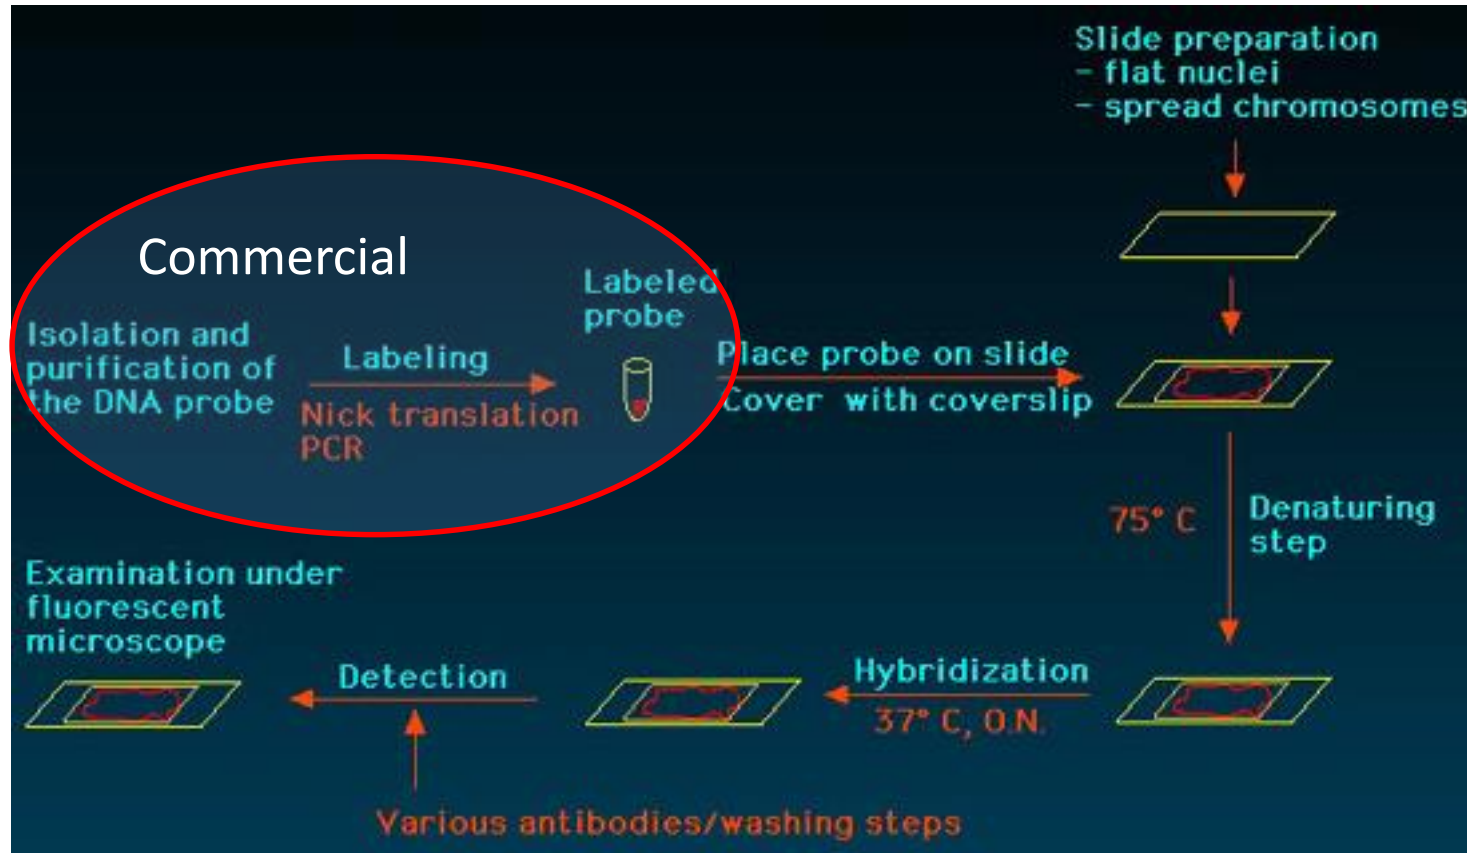 Slide preparation
- flat nuclei
- spread chromosomes
Commercial
Isolation and
purification of
the DNA probe
Labeling
Nick translation
PCR
Labeled
probe
Place probe on slide
Cover with coverslip
75° C
Denaturing
step
Hybridization
37° C, O.N.
Detection
Various antibodies/washing steps
Examination under
fluorescent
microscope